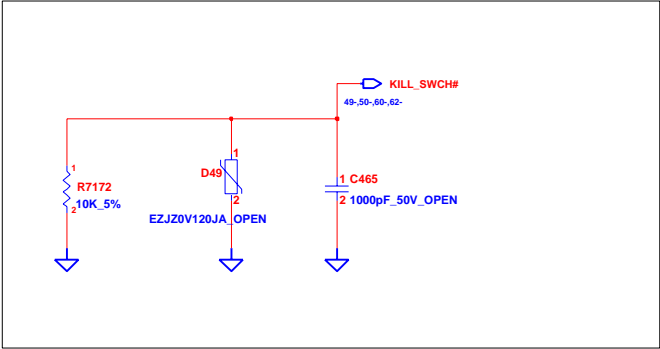 KILL_SWCH#
49-,50-,60-,62-
1
R7172
2
10K_5%
1
D49
2
EZJZ0V120JA_OPEN
1 C465
2 1000pF_50V_OPEN